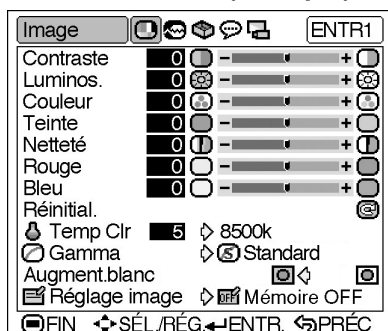 Image ENTR1
Contraste 0 - +
Luminos. 0 - +
Couleur 0 - +
Teinte 0 - +
Netteté 0 - +
Rouge 0 - +
Bleu 0 - +
Réinitial.
Temp Clr 5 8500k
Gamma S Standard
Augment.blanc
Réglage image OFF Mémoire OFF
FIN SÉL./RÉG. ENTR. PRÉC